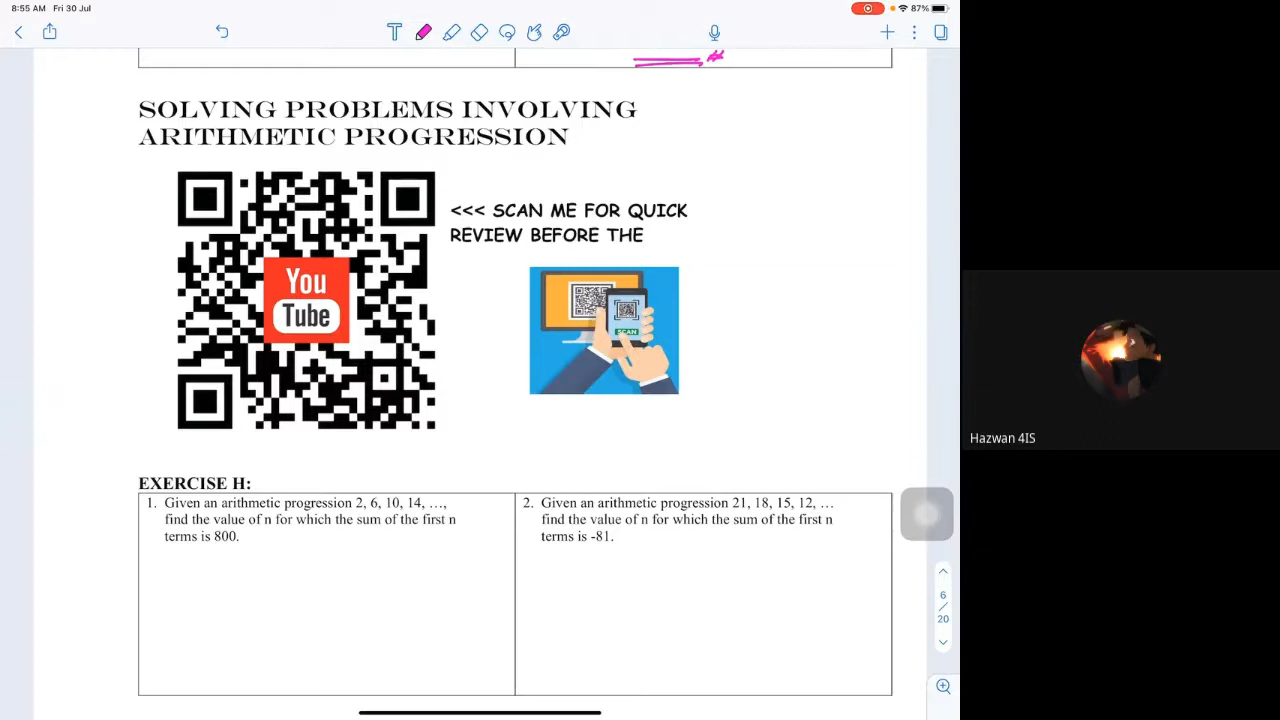 8:55 AM Fri 30 Jul
87%
T
SOLVING PROBLEMS INVOLVING
ARITHMETIC PROGRESSION
You
Tube
<<< SCAN ME FOR QUICK
REVIEW BEFORE THE
SCAN
EXERCISE H:
1. Given an arithmetic progression 2, 6, 10, 14, …,
find the value of n for which the sum of the first n
terms is 800.
2. Given an arithmetic progression 21, 18, 15, 12, …
find the value of n for which the sum of the first n
terms is -81.
6
/
20
Hazwan 4IS